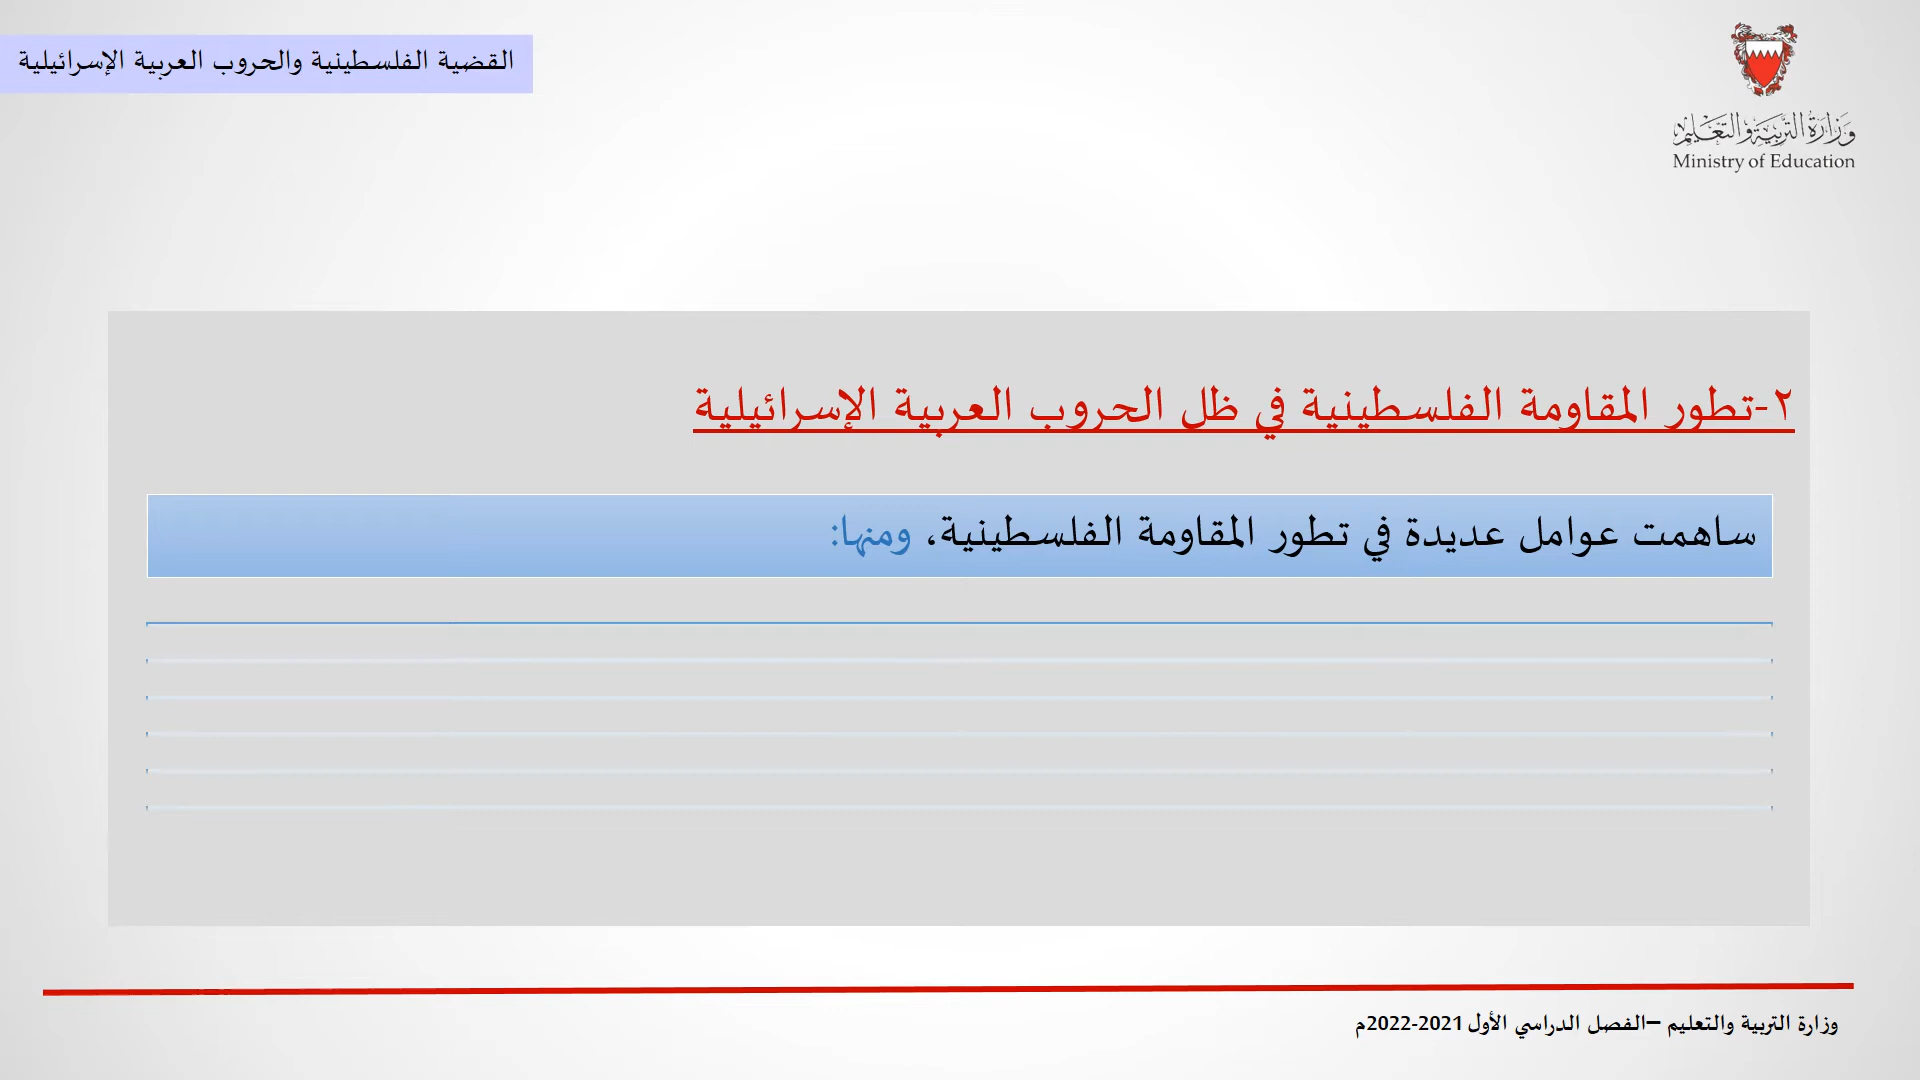 القضية الفلسطينية والحروب العربية الإسرائيلية
وزارة التربية والتعليم
Ministry of Education
٢-تطور المقاومة الفلسطينية في ظل الحروب العربية الإسرائيلية
ساهمت عوامل عديدة في تطور المقاومة الفلسطينية، ومنها:
وزارة التربية والتعليم –الفصل الدراسي الأول 2021-2022م